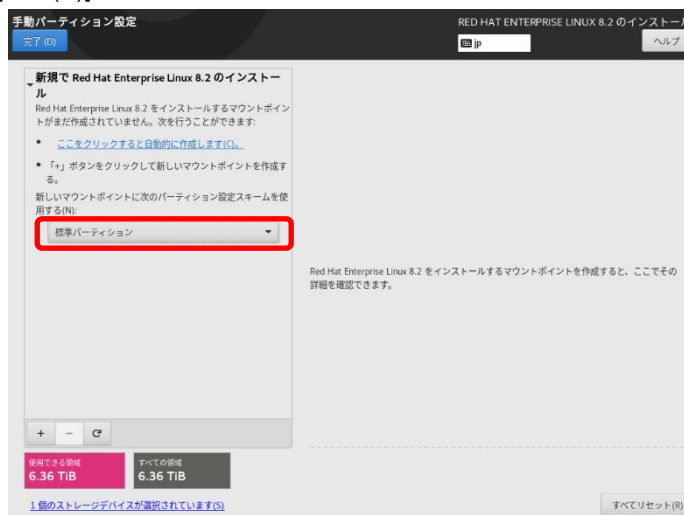 手動パーティション設定
RED HAT ENTERPRISE LINUX 8.2 のインストー
完了 (D)
jp
ヘルプ
新規で Red Hat Enterprise Linux 8.2 のインストー
ル
Red Hat Enterprise Linux 8.2 をインストールするマウントポイン
トがまだ作成されていません。次を行うことができます:
• ここをクリックすると自動的に作成します(C)。
• 「+」ボタンをクリックして新しいマウントポイントを作成す
る。
新しいマウントポイントに次のパーティション設定スキームを使
用する(N):
標準パーティション
Red Hat Enterprise Linux 8.2 をインストールするマウントポイントを作成すると、ここでその
詳細を確認できます。
+ −
使用できる領域
6.36 TiB
すべての領域
6.36 TiB
1 個のストレージデバイスが選択されています(S)
すべてリセット(R)